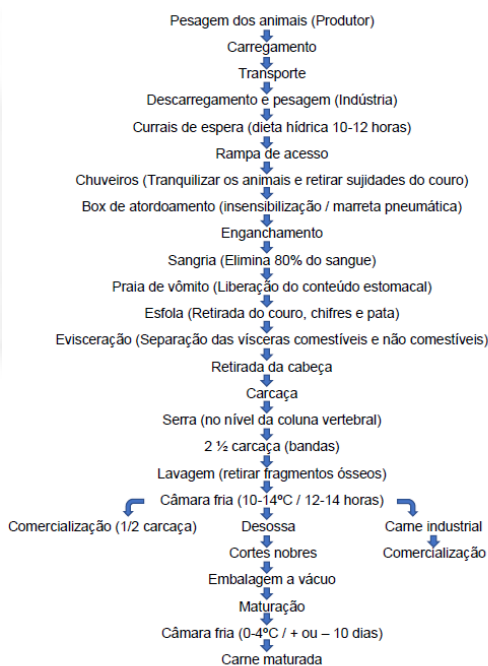 Pesagem dos animais (Produtor)
Carregamento
Transporte
Descarregamento e pesagem (Indústria)
Currais de espera (dieta hídrica 10-12 horas)
Rampa de acesso
Chuveiros (Tranquilizar os animais e retirar sujidades do couro)
Box de atordoamento (insensibilização / marreta pneumática)
Enganchamento
Sangria (Elimina 80% do sangue)
Praia de vômito (Liberação do conteúdo estomacal)
Esfola (Retirada do couro, chifres e pata)
Evisceração (Separação das vísceras comestíveis e não comestíveis)
Retirada da cabeça
Carcaça
Serra (no nível da coluna vertebral)
2 ½ carcaça (bandas)
Lavagem (retirar fragmentos ósseos)
Câmara fria (10-14ºC / 12-14 horas)
Comercialização (1/2 carcaça) Desossa Carne industrial
Cortes nobres Comercialização
Embalagem a vácuo
Maturação
Câmara fria (0-4ºC / + ou – 10 dias)
Carne maturada